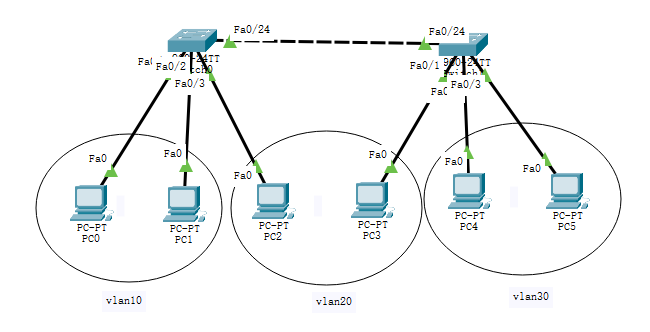 Fa0/24
Fa0/24
Fa0/2
Fa0/3
Fa0/1
Fa0/3
Fa0
Fa0
Fa0
Fa0
Fa0
Fa0
PC-PT
PC0
PC-PT
PC1
PC-PT
PC2
PC-PT
PC3
PC-PT
PC4
PC-PT
PC5
vlan10
vlan20
vlan30